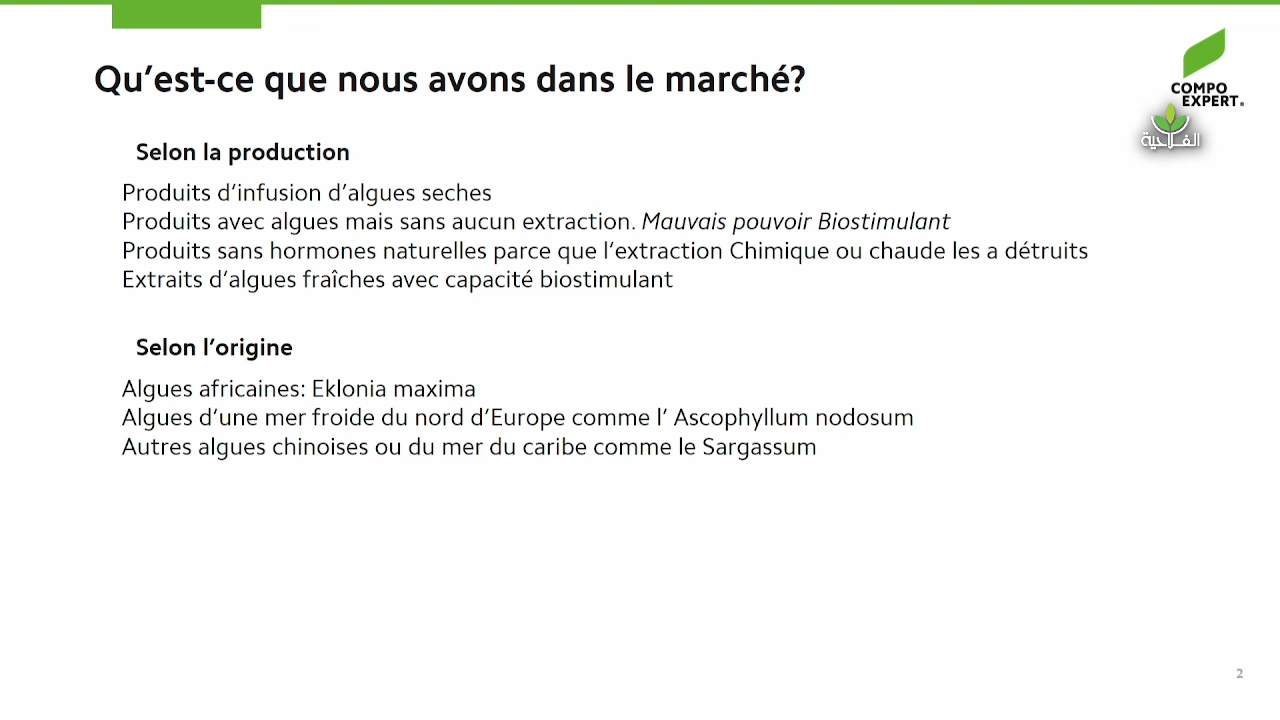 Qu’est-ce que nous avons dans le marché?
COMPO
EXPERT.
الفلاحية
Selon la production
Produits d’infusion d’algues seches
Produits avec algues mais sans aucun extraction. Mauvais pouvoir Biostimulant
Produits sans hormones naturelles parce que l’extraction Chimique ou chaude les a détruits
Extraits d’algues fraîches avec capacité biostimulant
Selon l’origine
Algues africaines: Eklonia maxima
Algues d’une mer froide du nord d’Europe comme l’ Ascophyllum nodosum
Autres algues chinoises ou du mer du caribe comme le Sargassum
2